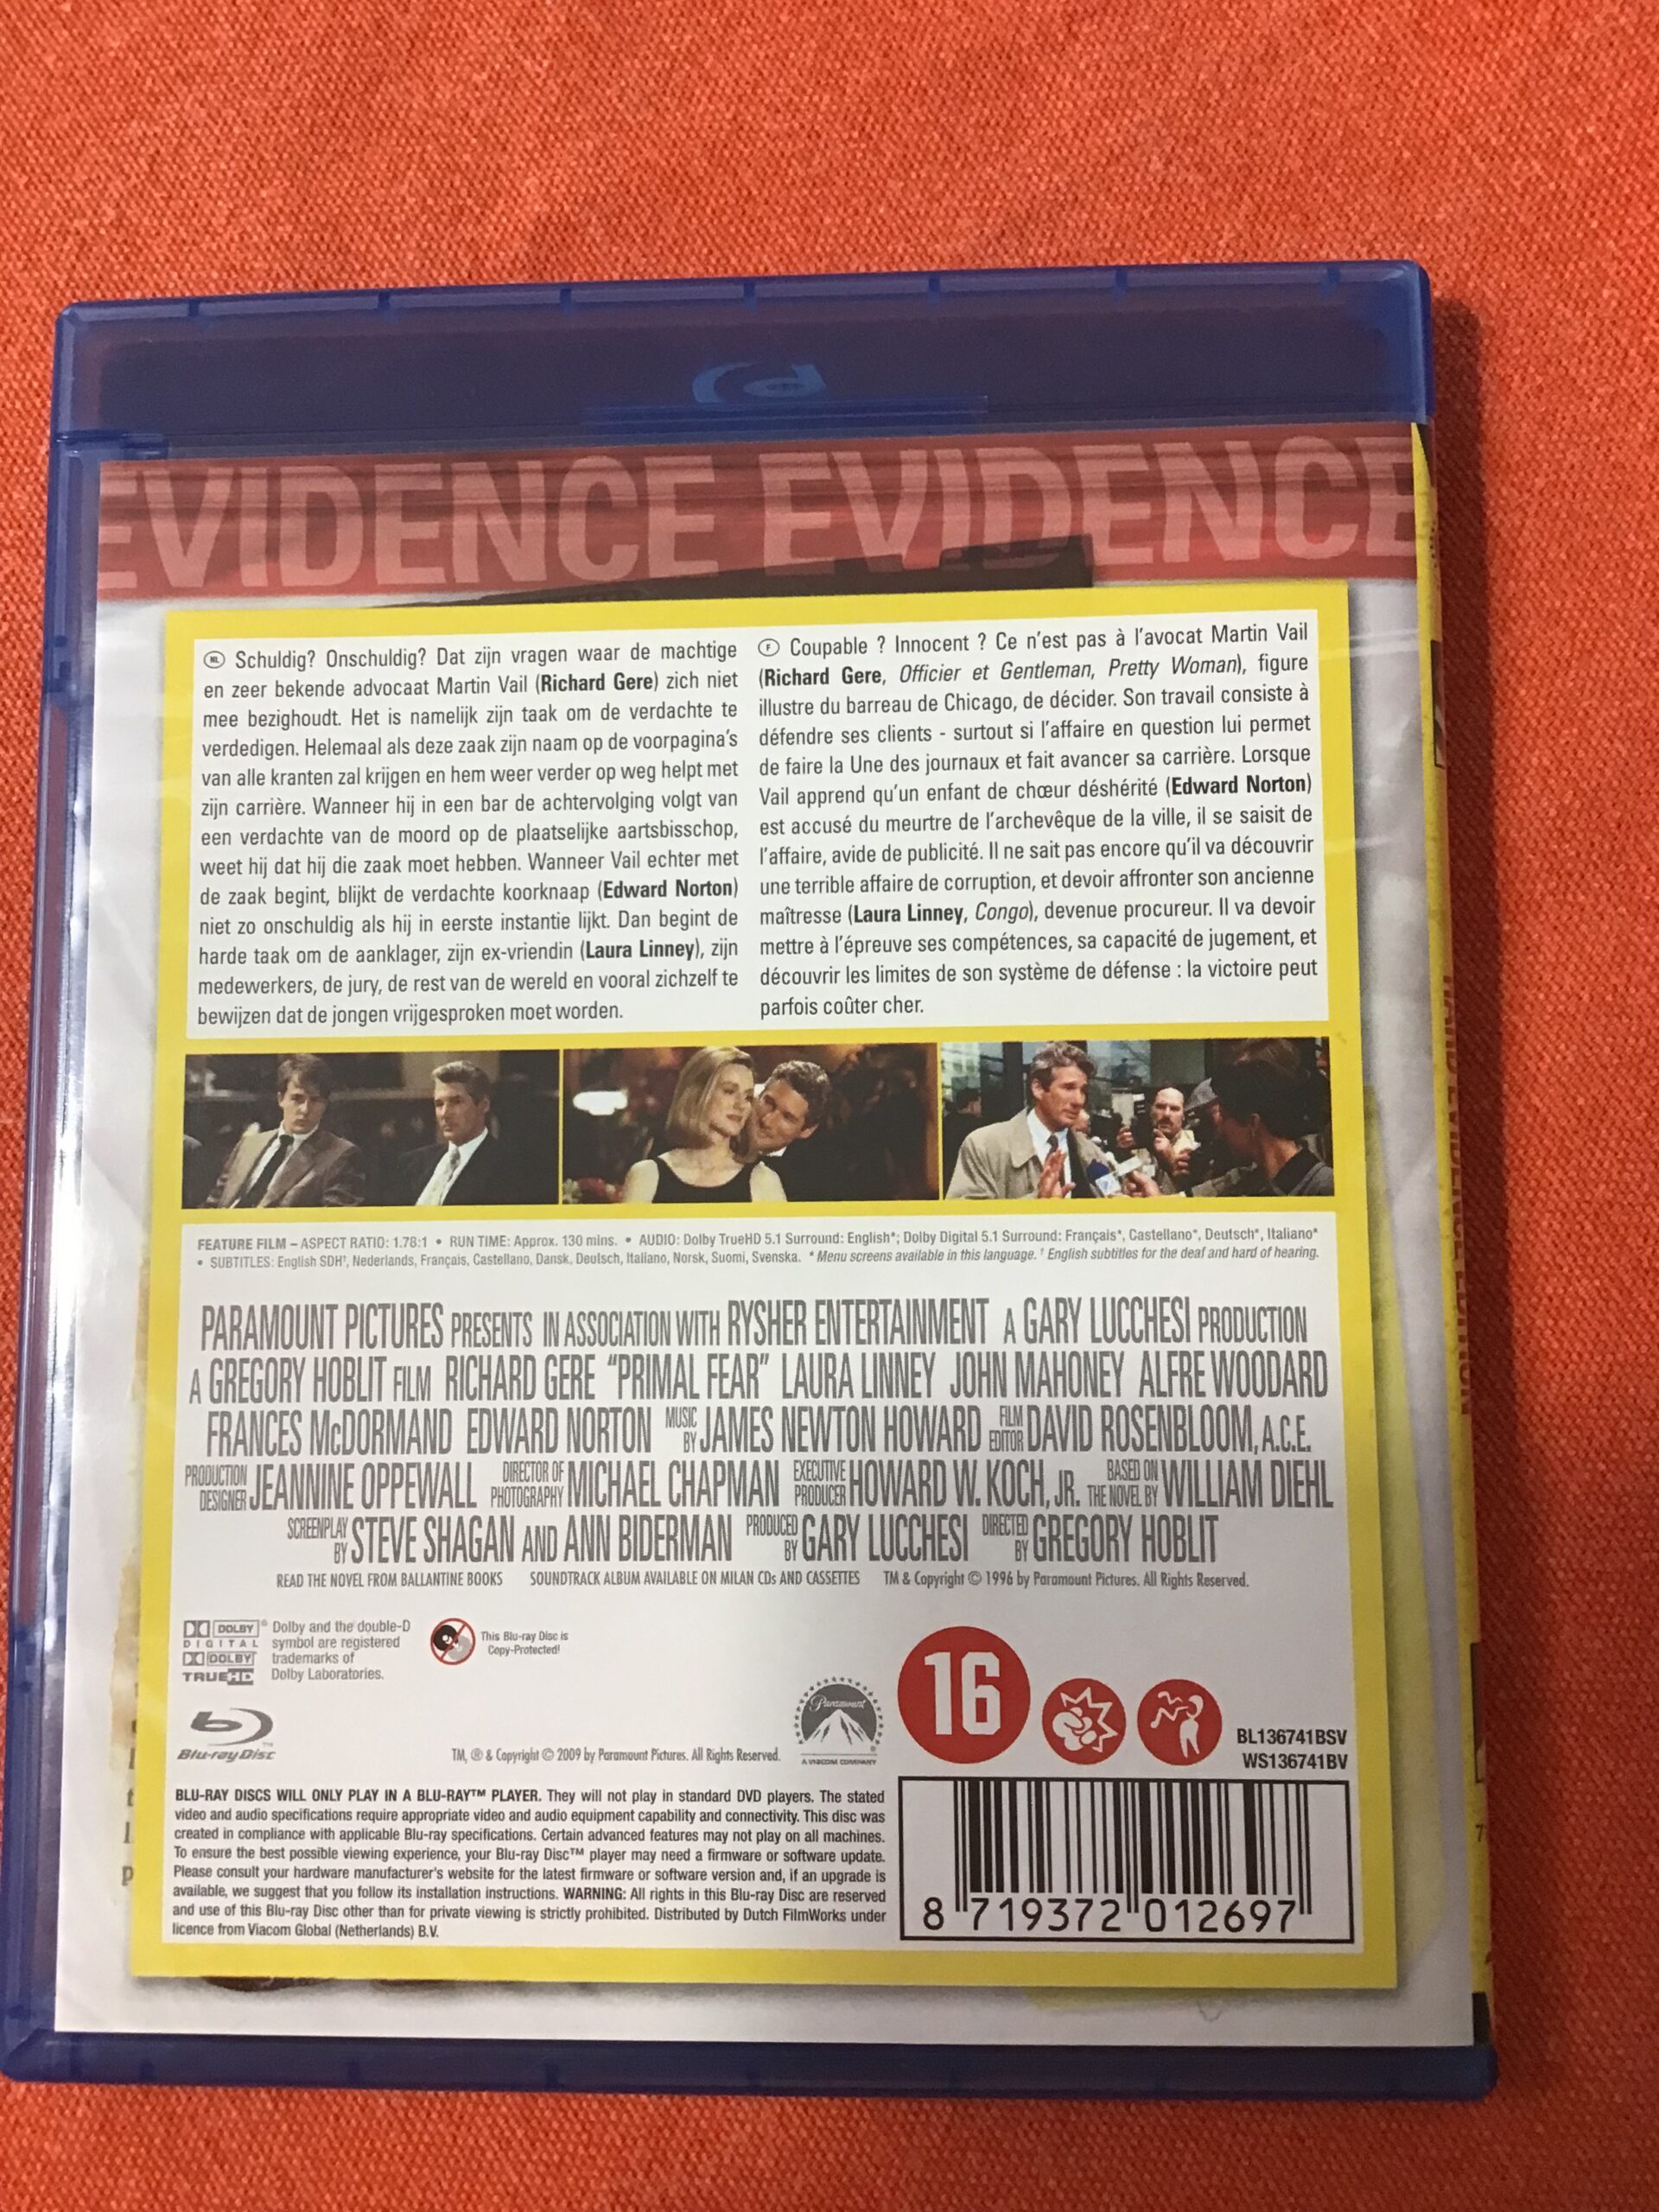 EVIDENCE EVIDENCE
NL Schuldig? Onschuldig? Dat zijn vragen waar de machtige
en zeer bekende advocaat Martin Vail (Richard Gere) zich niet
mee bezighoudt. Het is namelijk zijn taak om de verdachte te
verdedigen. Helemaal als deze zaak zijn naam op de voorpagina's
van alle kranten zal krijgen en hem weer verder op weg helpt met
zijn carrière. Wanneer hij in een bar de achtervolging volgt van
een verdachte van de moord op de plaatselijke aartsbisschop,
weet hij dat hij die zaak moet hebben. Wanneer Vail echter met
de zaak begint, blijkt de verdachte koorknaap (Edward Norton)
niet zo onschuldig als hij in eerste instantie lijkt. Dan begint de
harde taak om de aanklager, zijn ex-vriendin (Laura Linney), zijn
medewerkers, de jury, de rest van de wereld en vooral zichzelf te
bewijzen dat de jongen vrijgesproken moet worden.
F Coupable ? Innocent ? Ce n'est pas à l'avocat Martin Vail
(Richard Gere, Officier et Gentleman, Pretty Woman), figure
illustre du barreau de Chicago, de décider. Son travail consiste à
défendre ses clients - surtout si l'affaire en question lui permet
de faire la Une des journaux et fait avancer sa carrière. Lorsque
Vail apprend qu'un enfant de chœur déshérité (Edward Norton)
est accusé du meurtre de l'archevêque de la ville, il se saisit de
l'affaire, avide de publicité. Il ne sait pas encore qu'il va découvrir
une terrible affaire de corruption, et devoir affronter son ancienne
maîtresse (Laura Linney, Congo), devenue procureur. Il va devoir
mettre à l'épreuve ses compétences, sa capacité de jugement, et
découvrir les limites de son système de défense : la victoire peut
parfois coûter cher.
FEATURE FILM – ASPECT RATIO: 1.78:1 • RUN TIME: Approx. 130 mins. • AUDIO: Dolby TrueHD 5.1 Surround: English*; Dolby Digital 5.1 Surround: Français*, Castellano*, Deutsch*, Italiano*
• SUBTITLES: English SDH†, Nederlands, Français, Castellano, Dansk, Deutsch, Italiano, Norsk, Suomi, Svenska. * Menu screens available in this language. † English subtitles for the deaf and hard of hearing.
PARAMOUNT PICTURES PRESENTS IN ASSOCIATION WITH RYSHER ENTERTAINMENT A GARY LUCCHESI PRODUCTION
A GREGORY HOBLIT FILM RICHARD GERE "PRIMAL FEAR" LAURA LINNEY JOHN MAHONEY ALFRE WOODARD
FRANCES McDORMAND EDWARD NORTON MUSIC BY JAMES NEWTON HOWARD FILM EDITOR DAVID ROSENBLOOM, A.C.E.
PRODUCTION DESIGNER JEANNINE OPPEWALL DIRECTOR OF PHOTOGRAPHY MICHAEL CHAPMAN EXECUTIVE PRODUCER HOWARD W. KOCH, JR. BASED ON THE NOVEL BY WILLIAM DIEHL
SCREENPLAY BY STEVE SHAGAN AND ANN BIDERMAN PRODUCED BY GARY LUCCHESI DIRECTED BY GREGORY HOBLIT
READ THE NOVEL FROM BALLANTINE BOOKS SOUNDTRACK ALBUM AVAILABLE ON MILAN CDs AND CASSETTES TM & Copyright © 1996 by Paramount Pictures. All Rights Reserved.
DOLBY®
DIGITAL
DOLBY
TRUEHD
Dolby and the double-D
symbol are registered
trademarks of
Dolby Laboratories.
This Blu-ray Disc is
Copy-Protected!
Blu-ray Disc™
TM, ® & Copyright © 2009 by Paramount Pictures. All Rights Reserved.
Paramount
A VIACOM COMPANY
16
BL136741BSV
WS136741BV
BLU-RAY DISCS WILL ONLY PLAY IN A BLU-RAY™ PLAYER. They will not play in standard DVD players. The stated
video and audio specifications require appropriate video and audio equipment capability and connectivity. This disc was
created in compliance with applicable Blu-ray specifications. Certain advanced features may not play on all machines.
To ensure the best possible viewing experience, your Blu-ray Disc™ player may need a firmware or software update.
Please consult your hardware manufacturer's website for the latest firmware or software version and, if an upgrade is
available, we suggest that you follow its installation instructions. WARNING: All rights in this Blu-ray Disc are reserved
and use of this Blu-ray Disc other than for private viewing is strictly prohibited. Distributed by Dutch FilmWorks under
licence from Viacom Global (Netherlands) B.V.
8 719372 012697